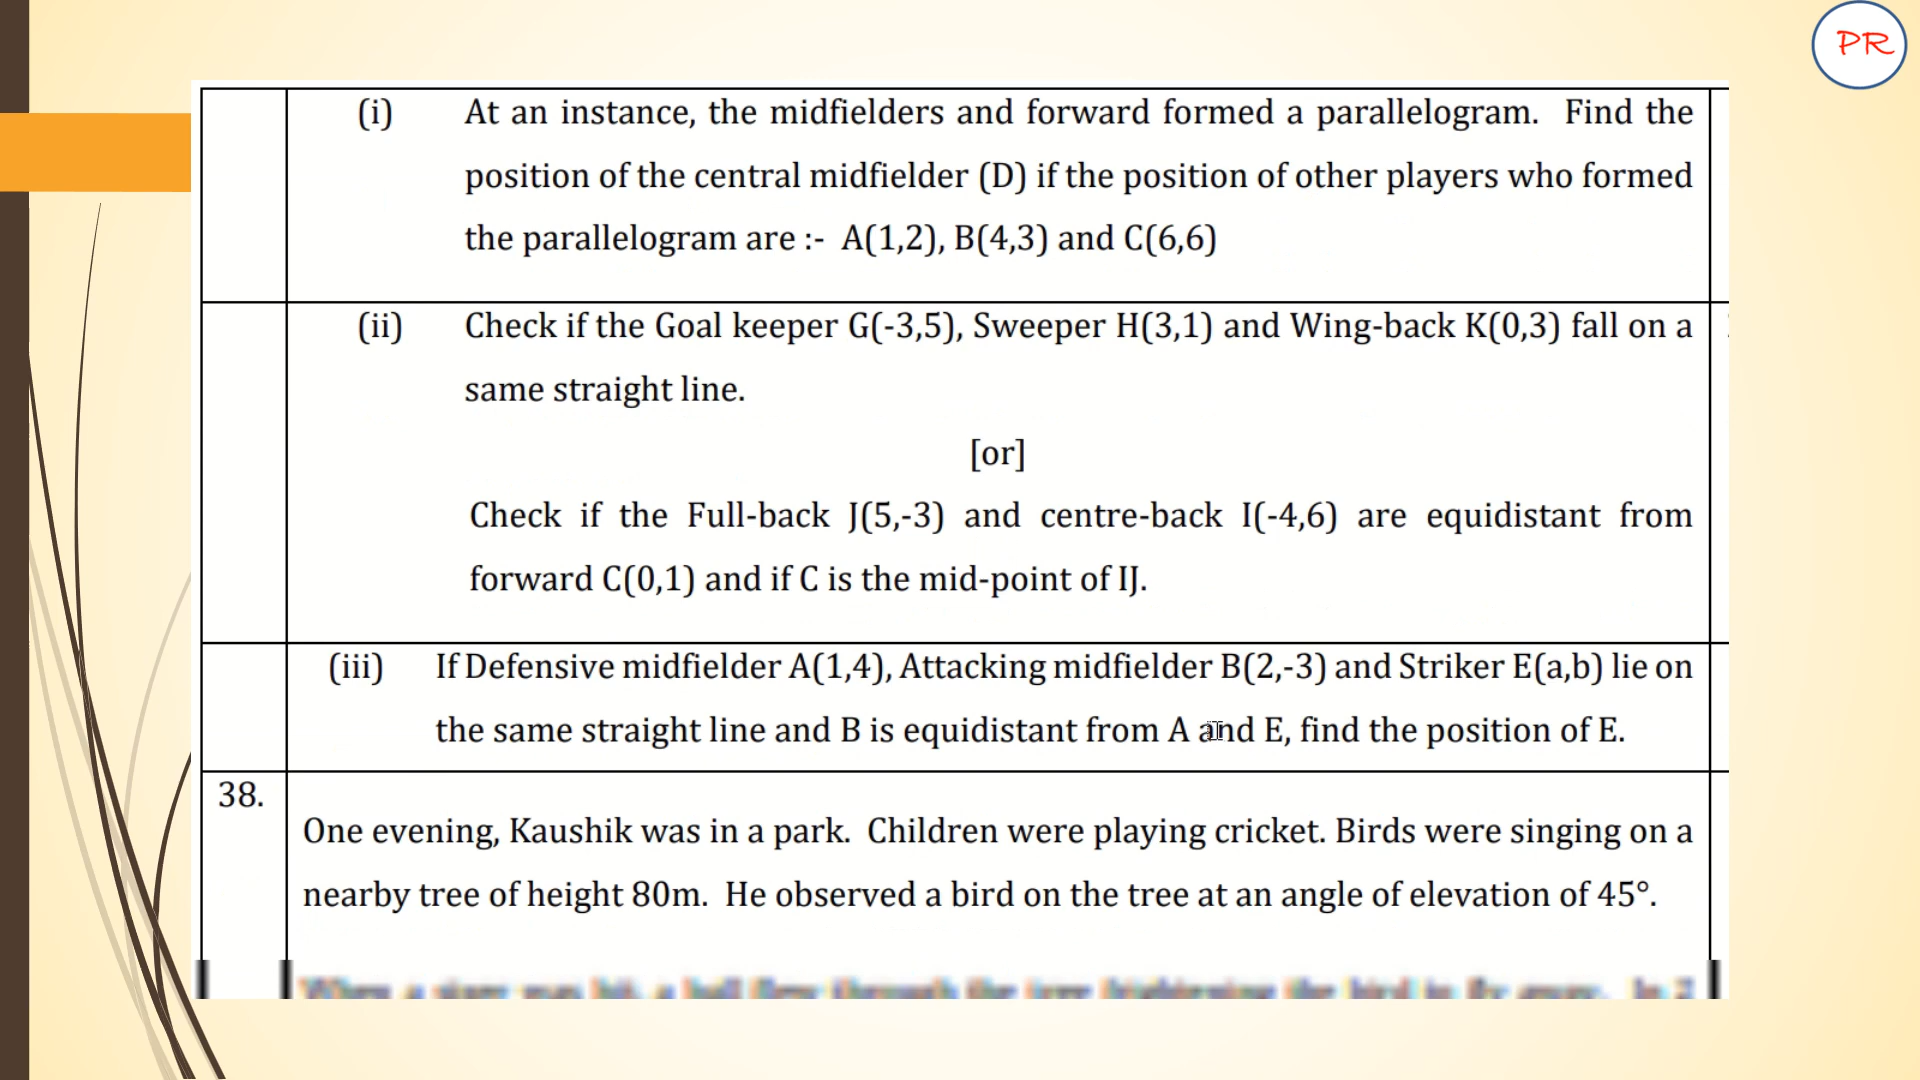 PR
(i) At an instance, the midfielders and forward formed a parallelogram. Find the
position of the central midfielder (D) if the position of other players who formed
the parallelogram are :- A(1,2), B(4,3) and C(6,6)
(ii) Check if the Goal keeper G(-3,5), Sweeper H(3,1) and Wing-back K(0,3) fall on a
same straight line.
[or]
Check if the Full-back J(5,-3) and centre-back I(-4,6) are equidistant from
forward C(0,1) and if C is the mid-point of IJ.
(iii) If Defensive midfielder A(1,4), Attacking midfielder B(2,-3) and Striker E(a,b) lie on
the same straight line and B is equidistant from A and E, find the position of E.
38.
One evening, Kaushik was in a park. Children were playing cricket. Birds were singing on a
nearby tree of height 80m. He observed a bird on the tree at an angle of elevation of 45°.